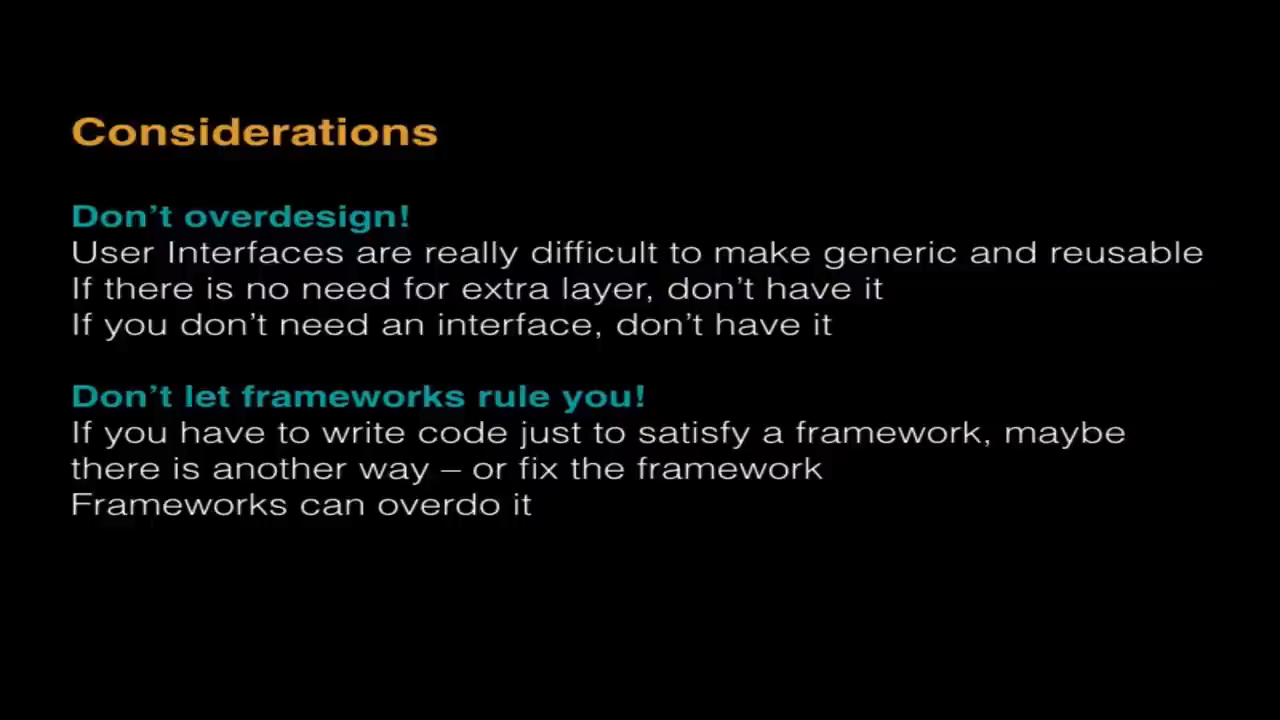 Considerations
Don’t overdesign!
User Interfaces are really difficult to make generic and reusable
If there is no need for extra layer, don’t have it
If you don’t need an interface, don’t have it
Don’t let frameworks rule you!
If you have to write code just to satisfy a framework, maybe
there is another way – or fix the framework
Frameworks can overdo it